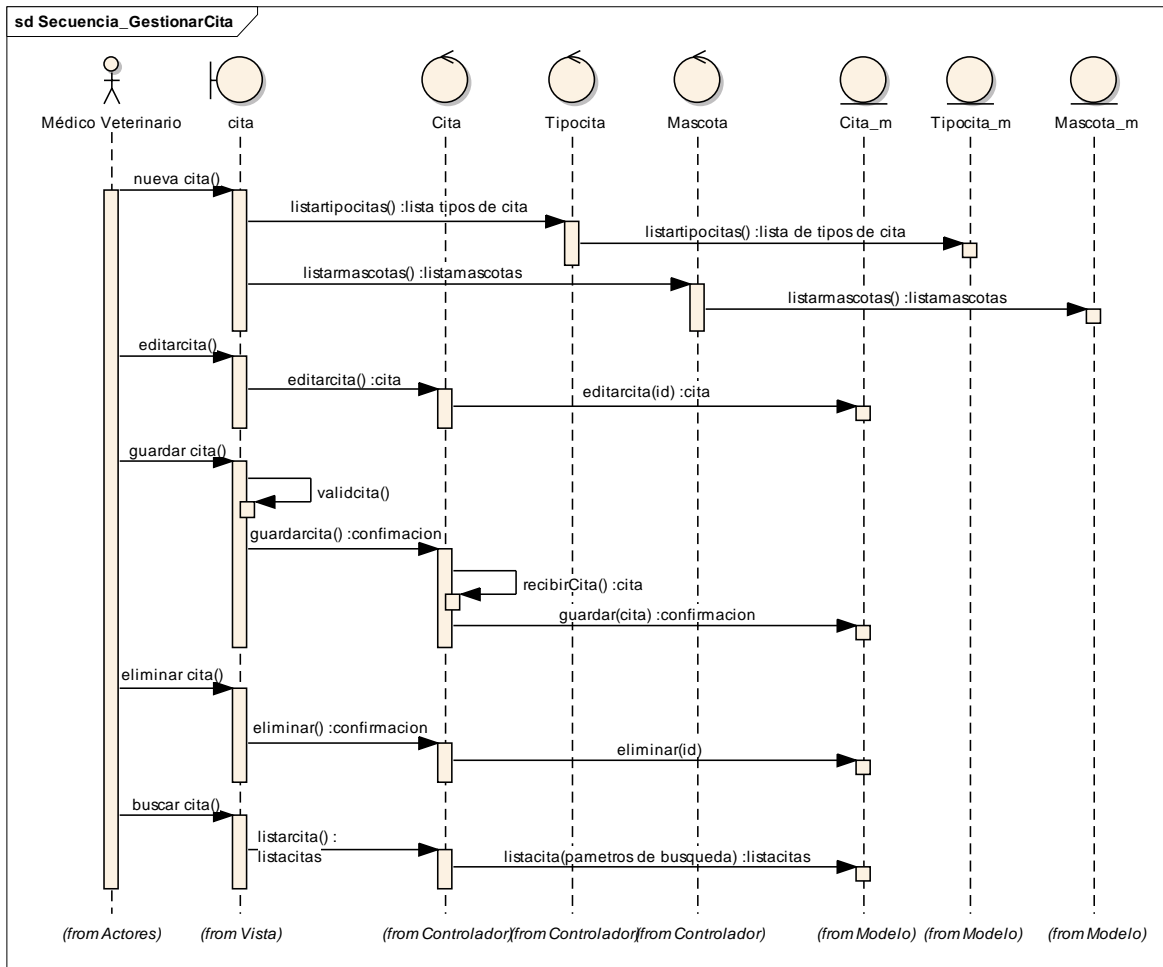 sd Secuencia_GestionarCita
Médico Veterinario
cita
Cita
Tipocita
Mascota
Cita_m
Tipocita_m
Mascota_m
nueva cita()
listartipocitas() :lista tipos de cita
listartipocitas() :lista de tipos de cita
listarmascotas() :listamascotas
listarmascotas() :listamascotas
editarcita()
editarcita() :cita
editarcita(id) :cita
guardar cita()
validcita()
guardarcita() :confimacion
recibirCita() :cita
guardar(cita) :confirmacion
eliminar cita()
eliminar() :confirmacion
eliminar(id)
buscar cita()
listarcita() :
listacitas
listacita(pametros de busqueda) :listacitas
(from Actores)
(from Vista)
(from Controlador)
(from Controlador)
(from Controlador)
(from Modelo)
(from Modelo)
(from Modelo)